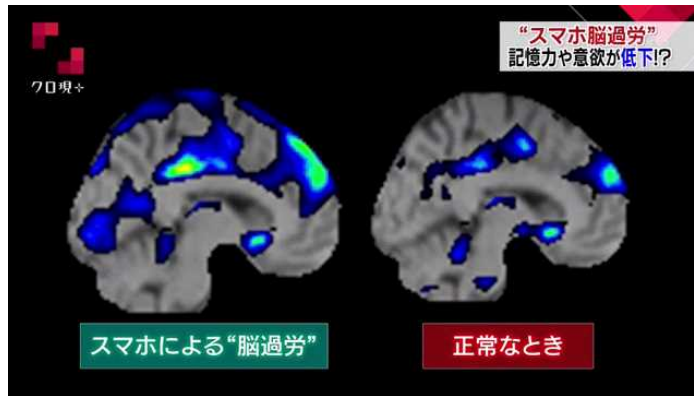 クロ現+
“スマホ脳過労”
記憶力や意欲が低下!?
スマホによる“脳過労”
正常なとき